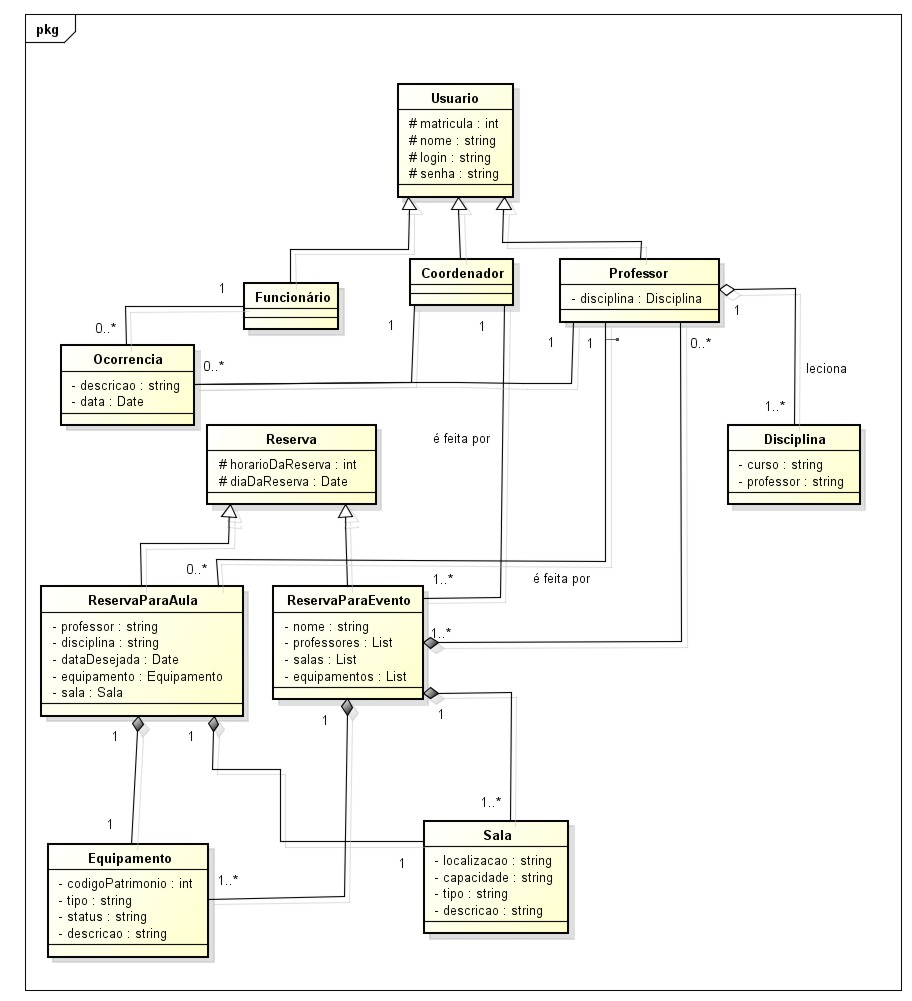 pkg
Usuario
# matricula : int
# nome : string
# login : string
# senha : string
Funcionário
Coordenador
Professor
- disciplina : Disciplina
1
0..*
Ocorrencia
- descricao : string
- data : Date
0..*
1
1
1
1
0..*
1
leciona
1..*
Disciplina
- curso : string
- professor : string
Reserva
# horarioDaReserva : int
# diaDaReserva : Date
é feita por
0..*
1..*
é feita por
ReservaParaAula
- professor : string
- disciplina : string
- dataDesejada : Date
- equipamento : Equipamento
- sala : Sala
ReservaParaEvento
- nome : string
- professores : List
- salas : List
- equipamentos : List
1..*
1
1
1
1
1
1..*
1..*
1
Equipamento
- codigoPatrimonio : int
- tipo : string
- status : string
- descricao : string
Sala
- localizacao : string
- capacidade : string
- tipo : string
- descricao : string